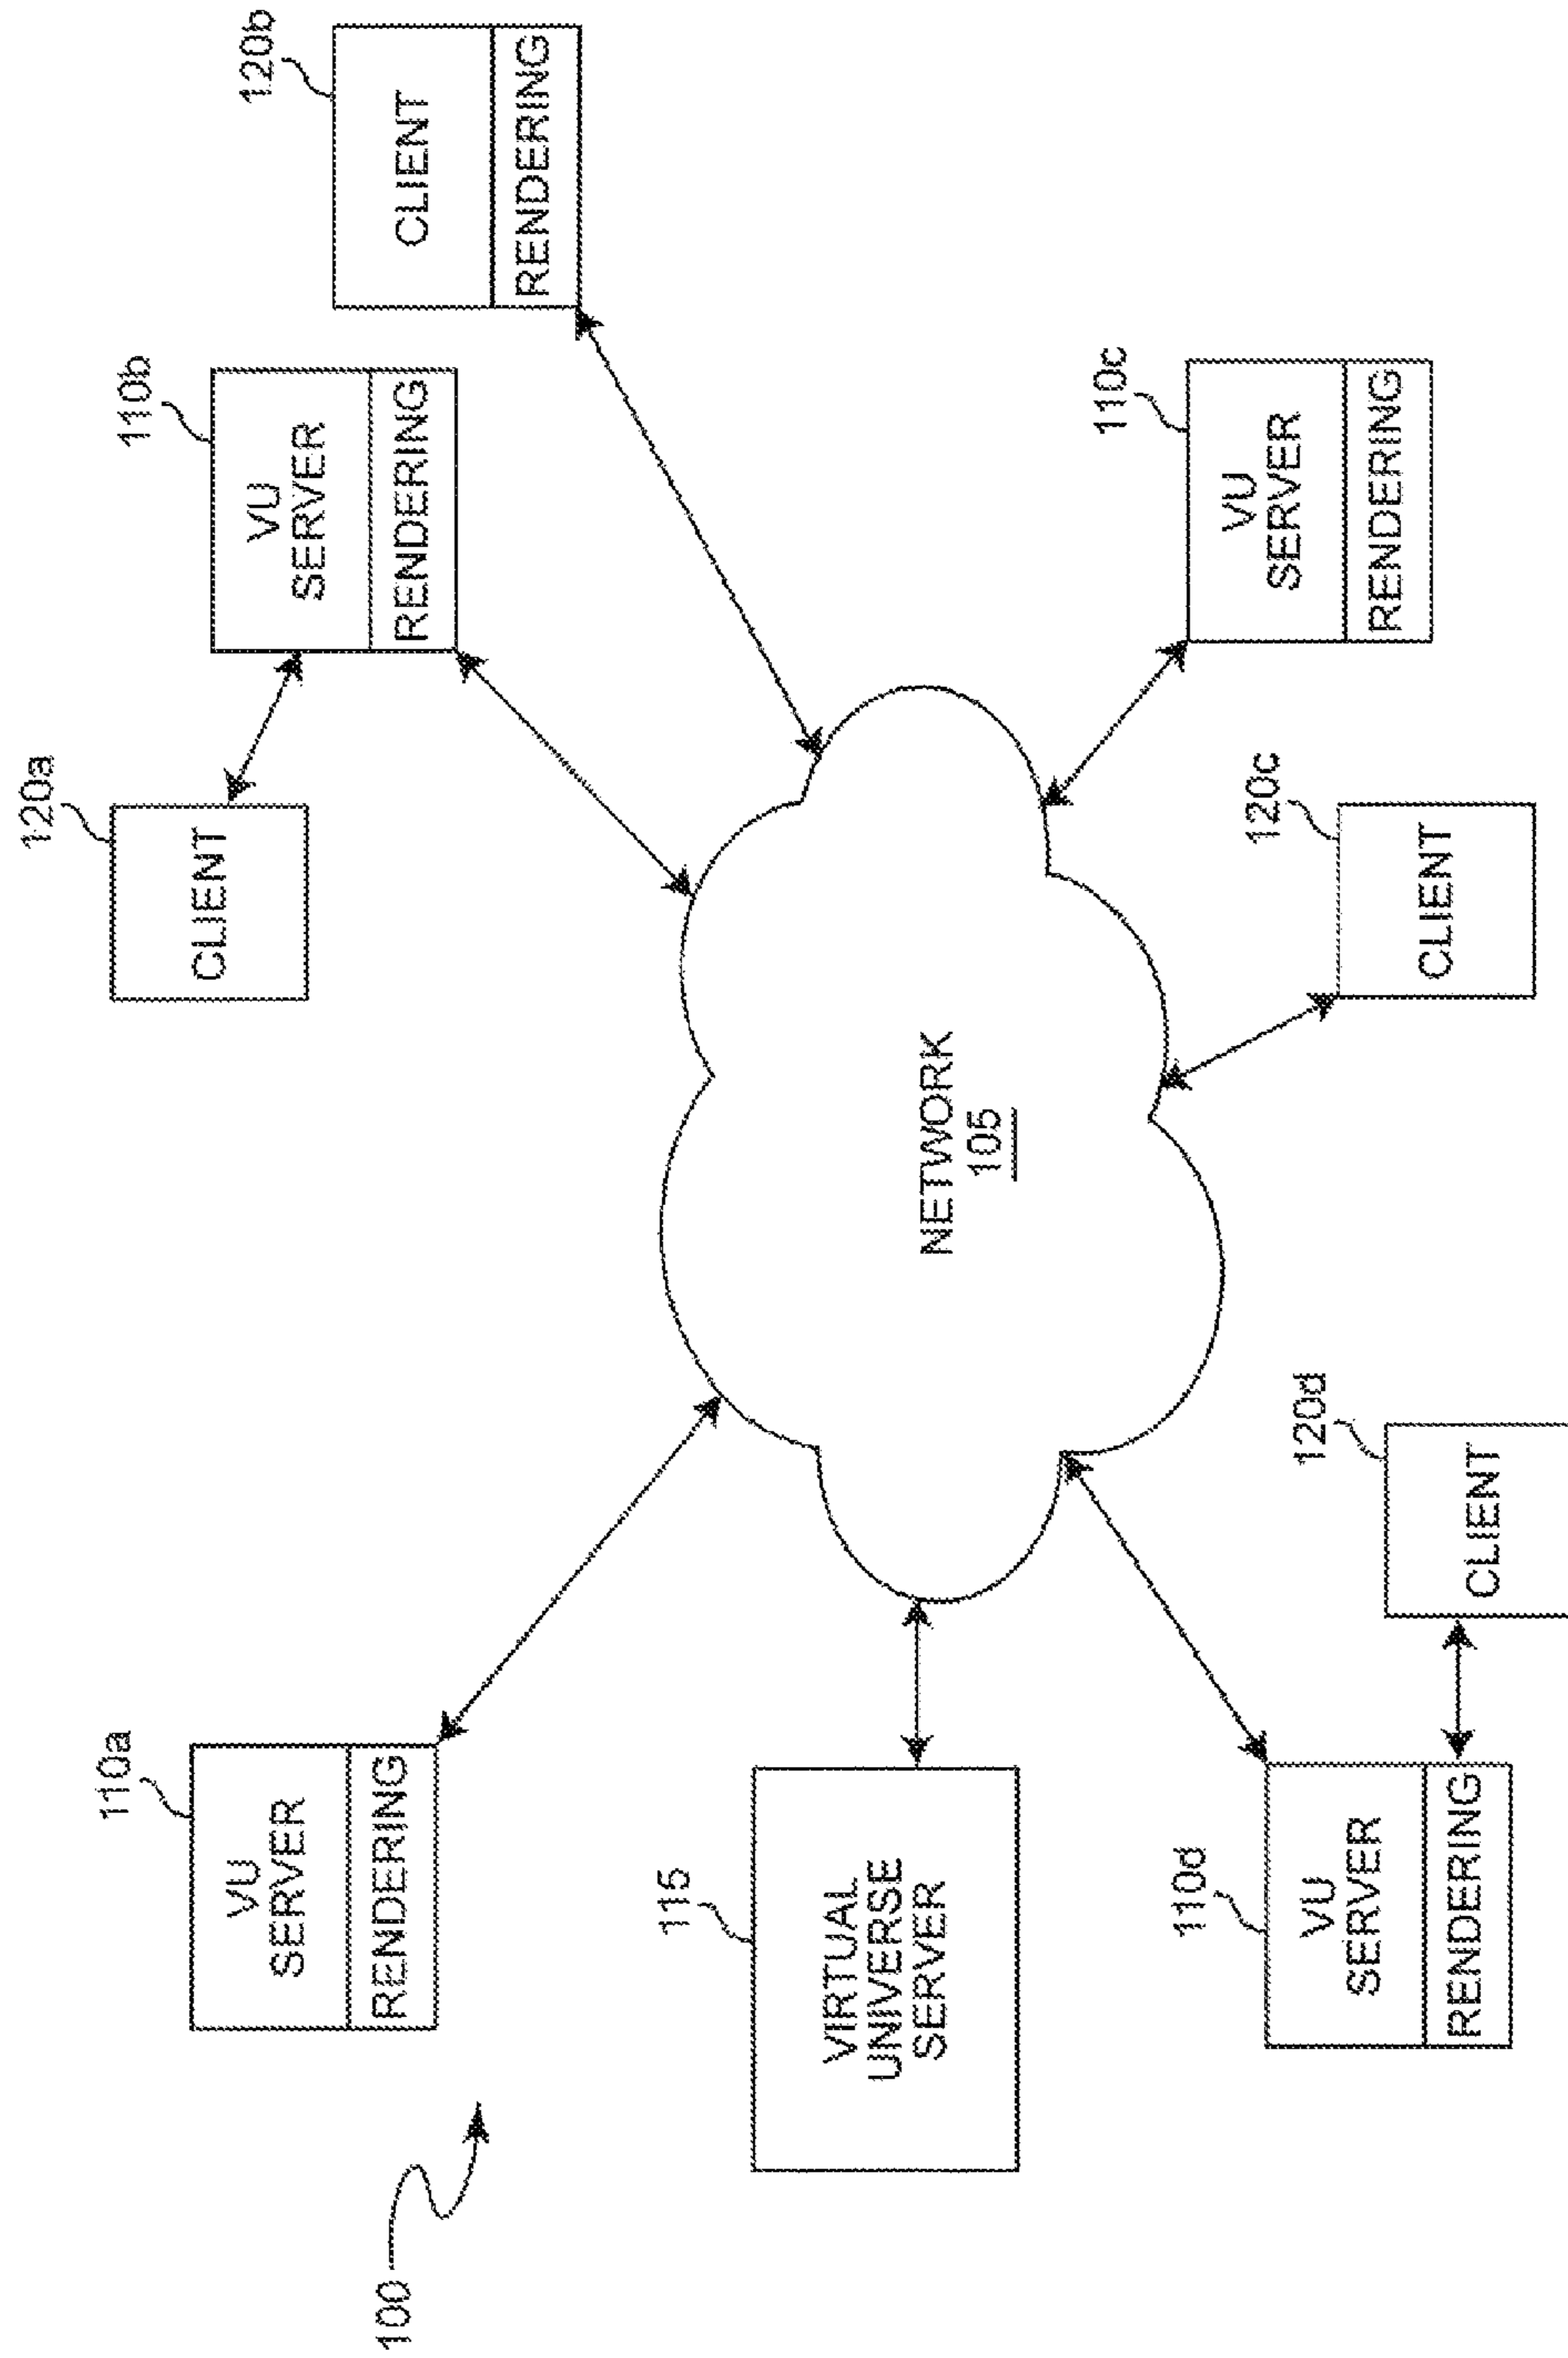 120b
CLIENT
RENDERING
110b
VU
SERVER
RENDERING
120a
CLIENT
110c
VU
SERVER
RENDERING
120c
CLIENT
NETWORK
105
120d
CLIENT
110a
VU
SERVER
RENDERING
115
VIRTUAL
UNIVERSE
SERVER
110d
VU
SERVER
RENDERING
100